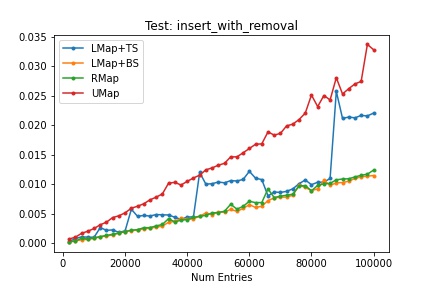 Test: insert_with_removal
LMap+TS
LMap+BS
RMap
UMap
0.035
0.030
0.025
0.020
0.015
0.010
0.005
0.000
0 20000 40000 60000 80000 100000
Num Entries